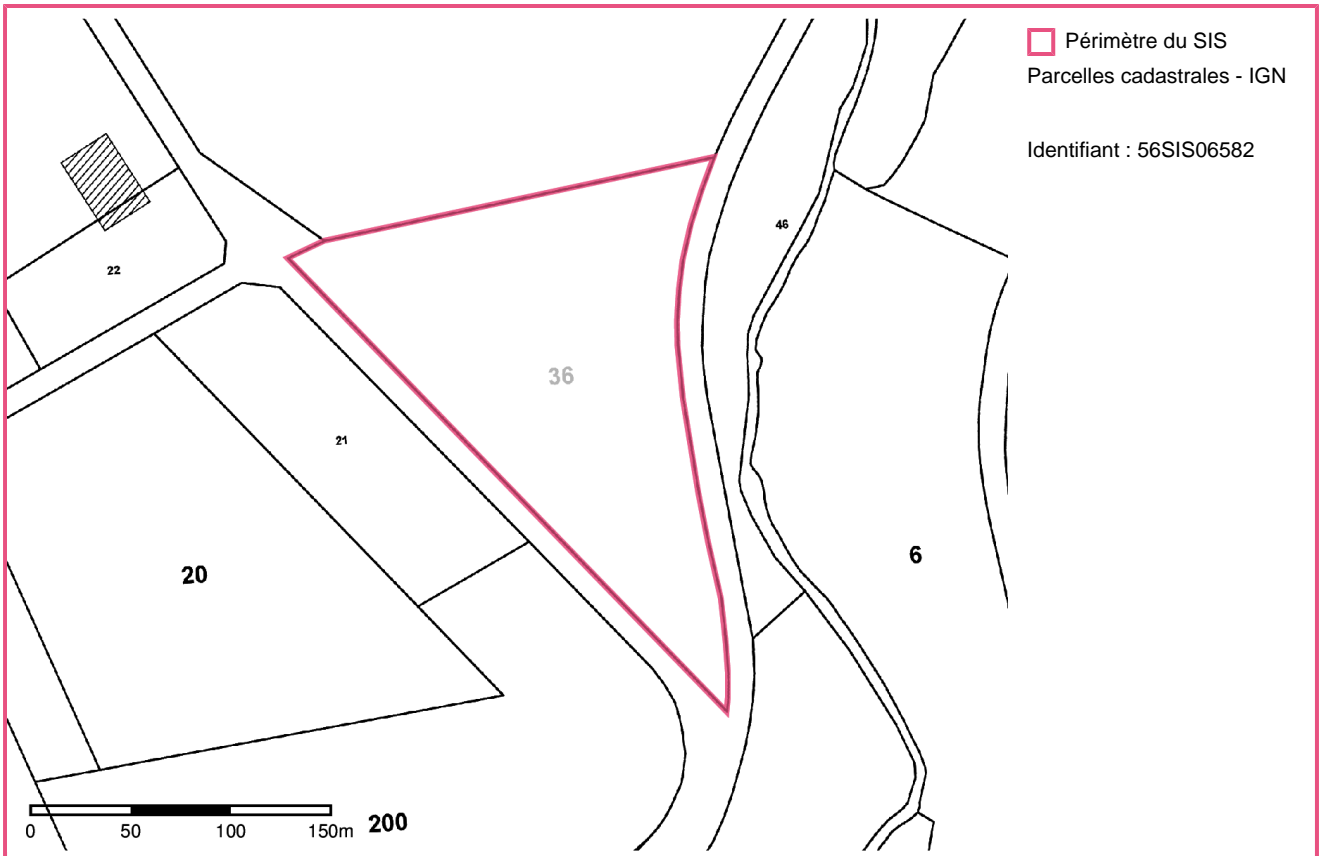 Périmètre du SIS
Parcelles cadastrales - IGN
Identifiant : 56SIS06582
46
22
36
21
6
20
200
0 50 100 150m